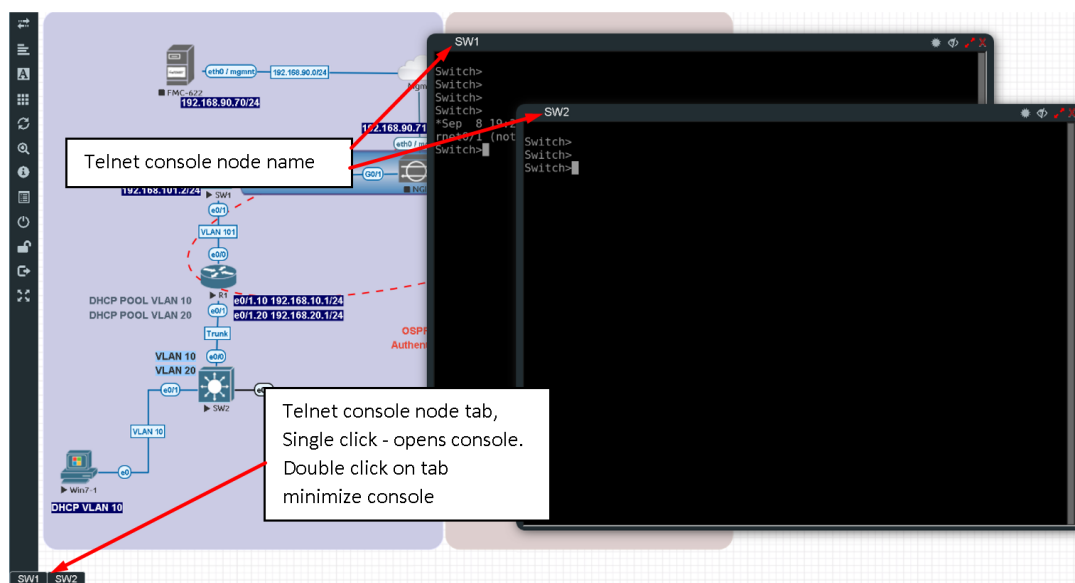 SW1
eth0 / mgmnt
192.168.90.0/24
FMC-622
192.168.90.70/24
Switch>
Switch>
Switch>
Switch>
*Sep 8 19:2
rnet0/1 (not
Switch>
SW2
Switch>
Switch>
Switch>
192.168.90.71
eth0 / m
Telnet console node name
G0/1
192.168.101.2/24
SW1
e0/1
VLAN 101
e0/0
R1
DHCP POOL VLAN 10
e0/1.10 192.168.10.1/24
DHCP POOL VLAN 20
e0/1
e0/1.20 192.168.20.1/24
Trunk
OSPF
Authen
VLAN 10
e0/0
VLAN 20
e0/1
SW2
Telnet console node tab,
Single click - opens console.
Double click on tab
minimize console
VLAN 10
e0
Win7-1
DHCP VLAN 10
SW1
SW2